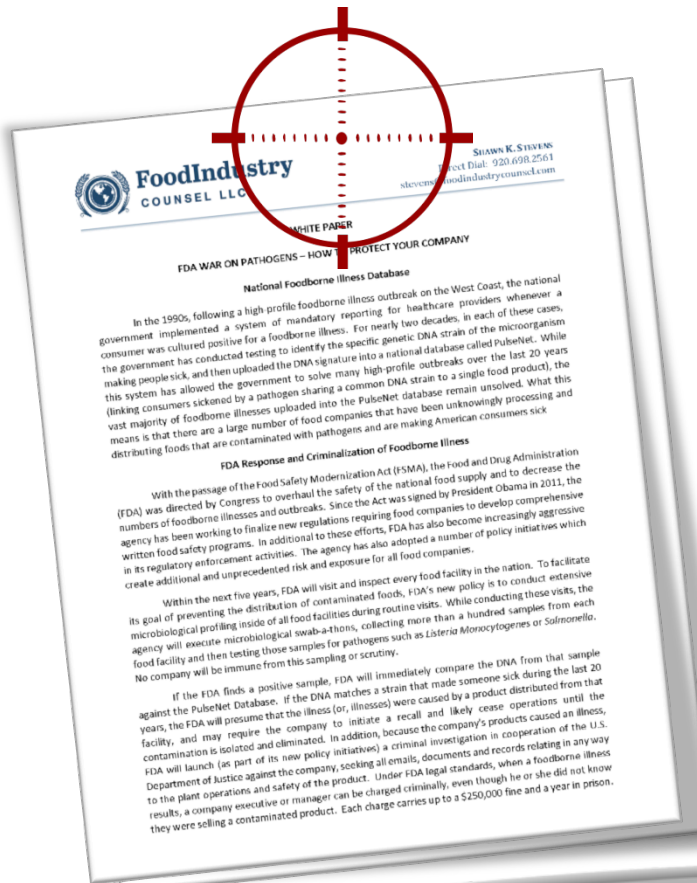 FoodIndustry
COUNSEL LLC
SHAWN K. STEVENS
Direct Dial: 920.698.2561
stevens@foodindustrycounsel.com
WHITE PAPER
FDA WAR ON PATHOGENS – HOW TO PROTECT YOUR COMPANY
National Foodborne Illness Database
In the 1990s, following a high-profile foodborne illness outbreak on the West Coast, the national
government implemented a system of mandatory reporting for healthcare providers whenever a
consumer was cultured positive for a foodborne illness. For nearly two decades, in each of these cases,
the government has conducted testing to identify the specific genetic DNA strain of the microorganism
making people sick, and then uploaded the DNA signature into a national database called PulseNet. While
this system has allowed the government to solve many high-profile outbreaks over the last 20 years
(linking consumers sickened by a pathogen sharing a common DNA strain to a single food product), the
vast majority of foodborne illnesses uploaded into the PulseNet database remain unsolved. What this
means is that there are a large number of food companies that have been unknowingly processing and
distributing foods that are contaminated with pathogens and are making American consumers sick
FDA Response and Criminalization of Foodborne Illness
With the passage of the Food Safety Modernization Act (FSMA), the Food and Drug Administration
(FDA) was directed by Congress to overhaul the safety of the national food supply and to decrease the
numbers of foodborne illnesses and outbreaks. Since the Act was signed by President Obama in 2011, the
agency has been working to finalize new regulations requiring food companies to develop comprehensive
written food safety programs. In additional to these efforts, FDA has also become increasingly aggressive
in its regulatory enforcement activities. The agency has also adopted a number of policy initiatives which
create additional and unprecedented risk and exposure for all food companies.
Within the next five years, FDA will visit and inspect every food facility in the nation. To facilitate
its goal of preventing the distribution of contaminated foods, FDA's new policy is to conduct extensive
microbiological profiling inside of all food facilities during routine visits. While conducting these visits, the
agency will execute microbiological swab-a-thons, collecting more than a hundred samples from each
food facility and then testing those samples for pathogens such as Listeria Monocytogenes or Salmonella.
No company will be immune from this sampling or scrutiny.
If the FDA finds a positive sample, FDA will immediately compare the DNA from that sample
against the PulseNet Database. If the DNA matches a strain that made someone sick during the last 20
years, the FDA will presume that the illness (or, illnesses) were caused by a product distributed from that
facility, and may require the company to initiate a recall and likely cease operations until the
contamination is isolated and eliminated. In addition, because the company's products caused an illness,
FDA will launch (as part of its new policy initiatives) a criminal investigation in cooperation of the U.S.
Department of Justice against the company, seeking all emails, documents and records relating in any way
to the plant operations and safety of the product. Under FDA legal standards, when a foodborne illness
results, a company executive or manager can be charged criminally, even though he or she did not know
they were selling a contaminated product. Each charge carries up to a $250,000 fine and a year in prison.